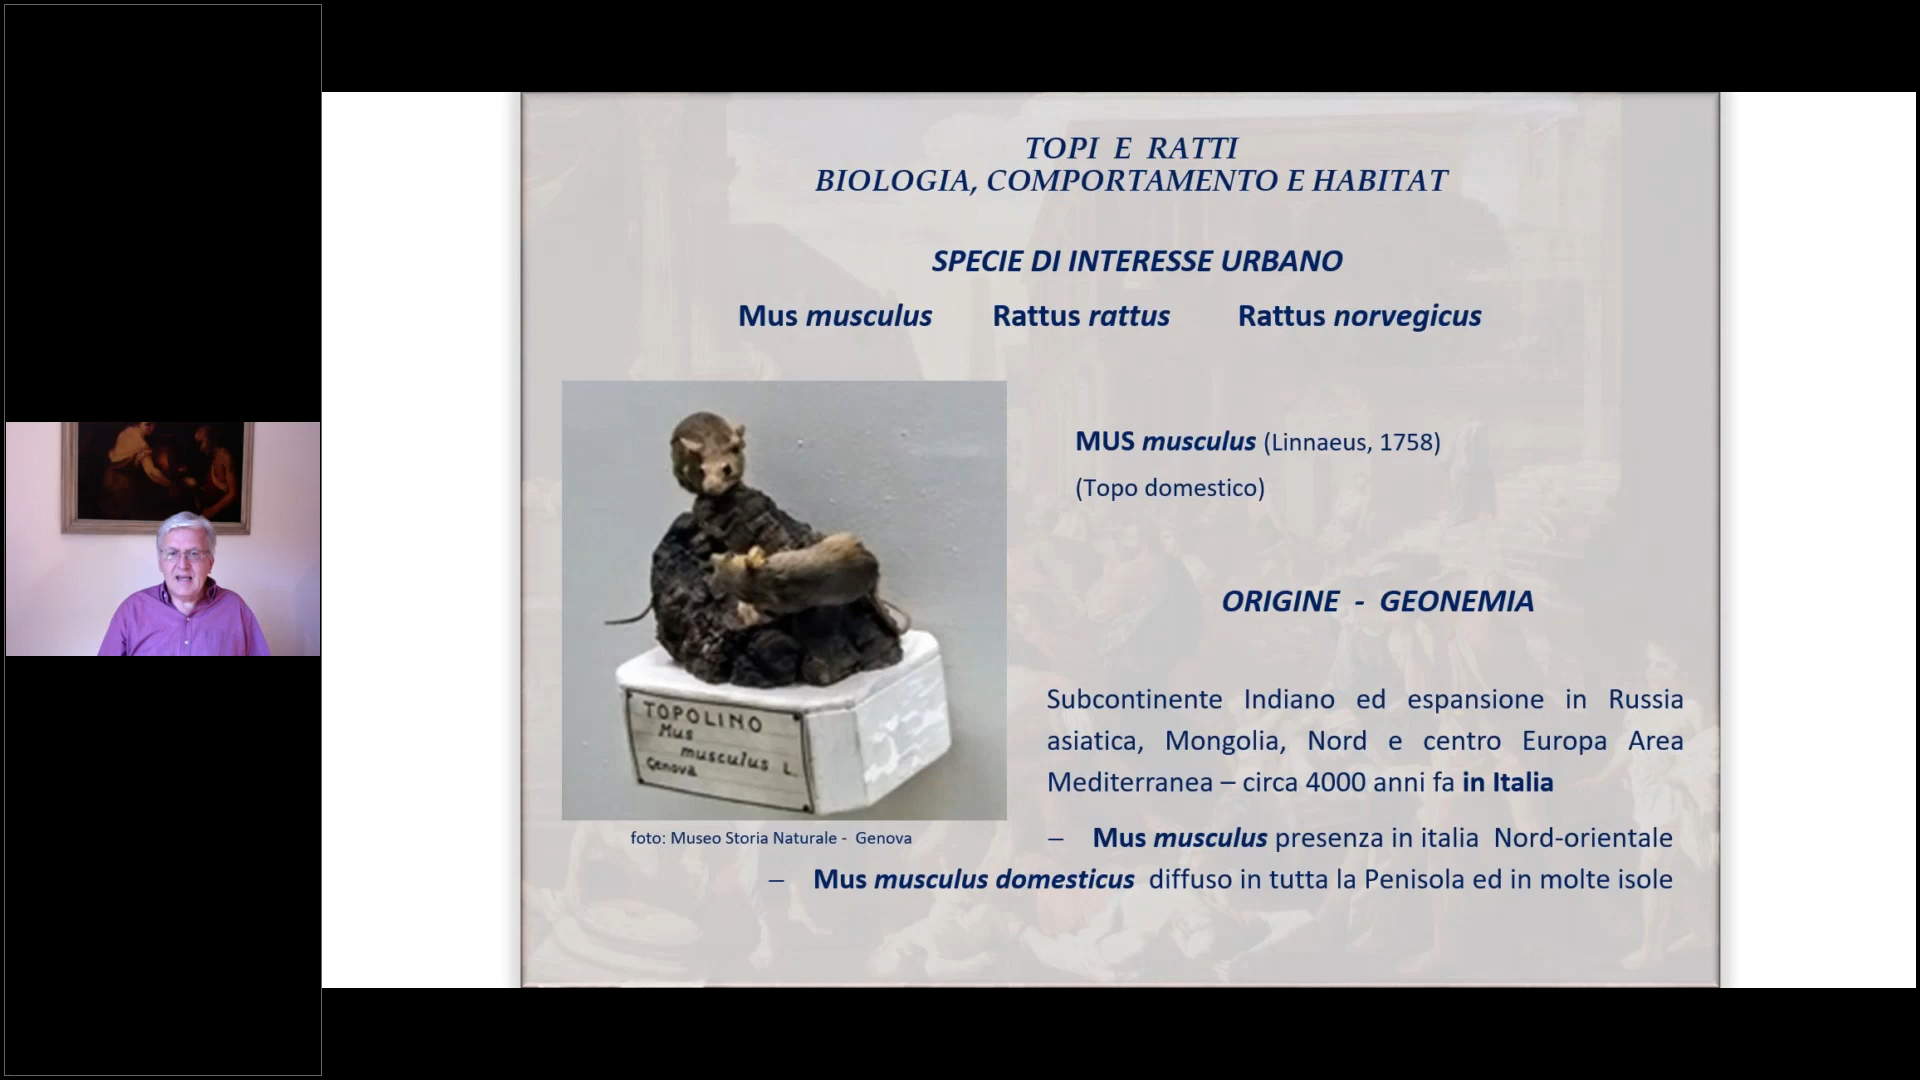 TOPI E RATTI
BIOLOGIA, COMPORTAMENTO E HABITAT
SPECIE DI INTERESSE URBANO
Mus musculus Rattus rattus Rattus norvegicus
MUS musculus (Linnaeus, 1758)
(Topo domestico)
ORIGINE - GEONEMIA
TOPOLINO
Mus
musculus L.
Genova
Subcontinente Indiano ed espansione in Russia
asiatica, Mongolia, Nord e centro Europa Area
Mediterranea – circa 4000 anni fa in Italia
foto: Museo Storia Naturale - Genova
– Mus musculus presenza in italia Nord-orientale
– Mus musculus domesticus diffuso in tutta la Penisola ed in molte isole